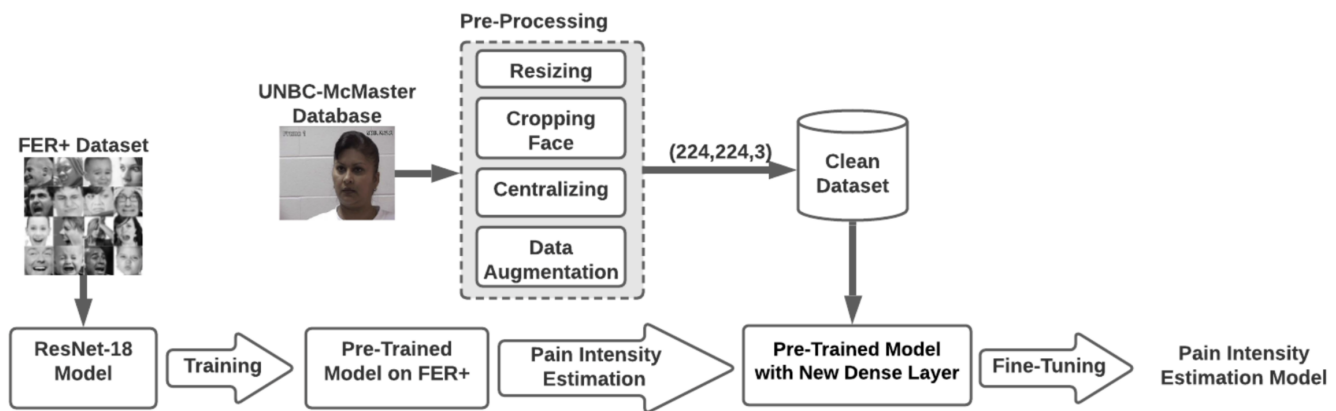 Pre-Processing
Resizing
Cropping
Face
Centralizing
Data
Augmentation
UNBC-McMaster
Database
FER+ Dataset
(224,224,3)
Clean
Dataset
ResNet-18
Model
Training
Pre-Trained
Model on FER+
Pain Intensity
Estimation
Pre-Trained Model
with New Dense Layer
Fine-Tuning
Pain Intensity
Estimation Model